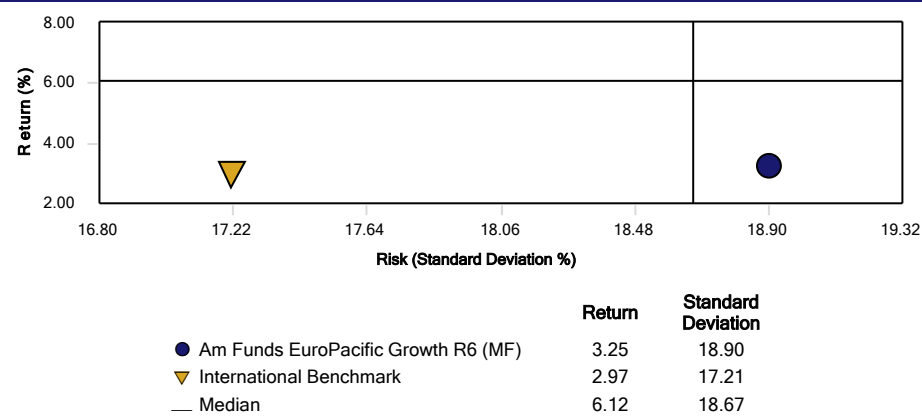 8.00
6.00
4.00
2.00
Return (%)
16.80 17.22 17.64 18.06 18.48 18.90 19.32
Risk (Standard Deviation %)
Return Standard Deviation
Am Funds EuroPacific Growth R6 (MF) 3.25 18.90
International Benchmark 2.97 17.21
Median 6.12 18.67